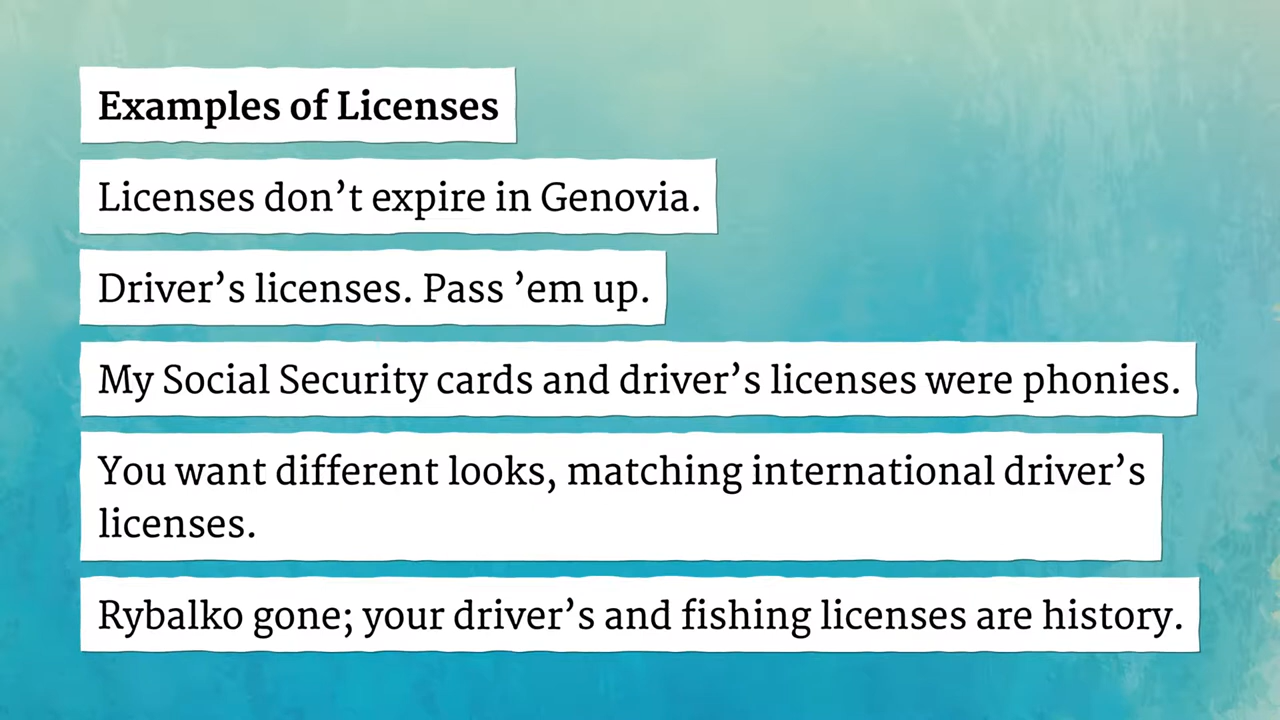 Examples of Licenses
Licenses don’t expire in Genovia.
Driver’s licenses. Pass ’em up.
My Social Security cards and driver’s licenses were phonies.
You want different looks, matching international driver’s
licenses.
Rybalko gone; your driver’s and fishing licenses are history.